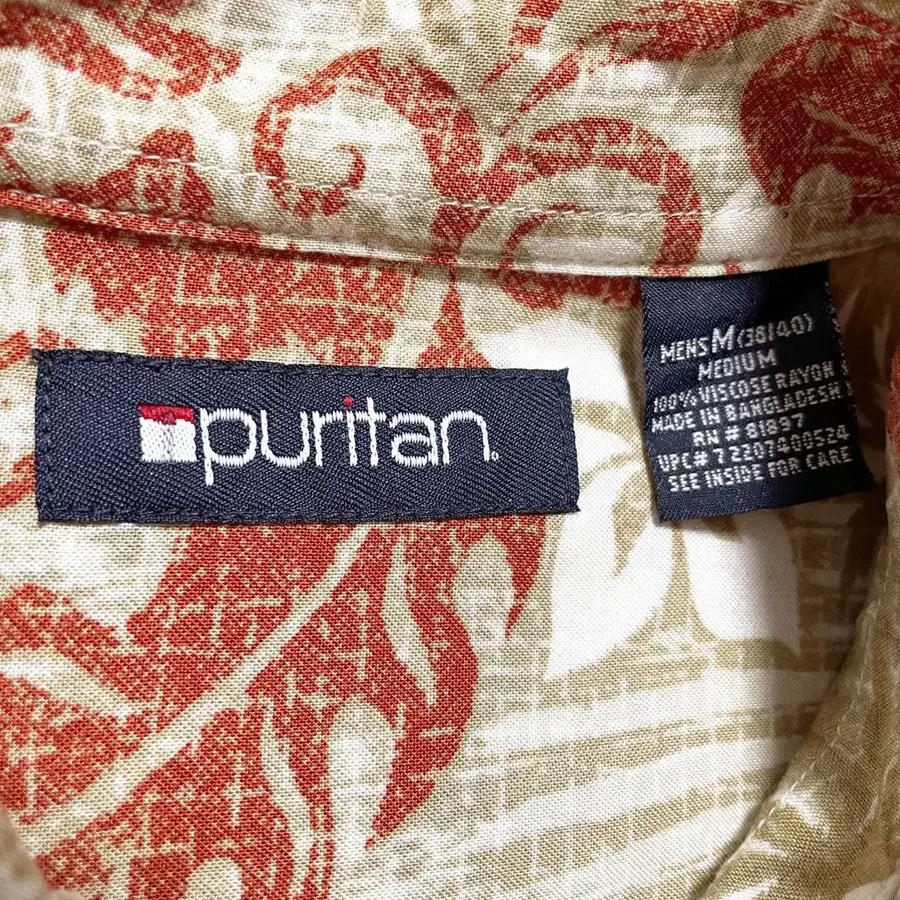 puritan.
MENS M (38/40)
MEDIUM
100% VISCOSE RAYON
MADE IN BANGLADESH
RN # 81897
UPC# 72207400524
SEE INSIDE FOR CARE